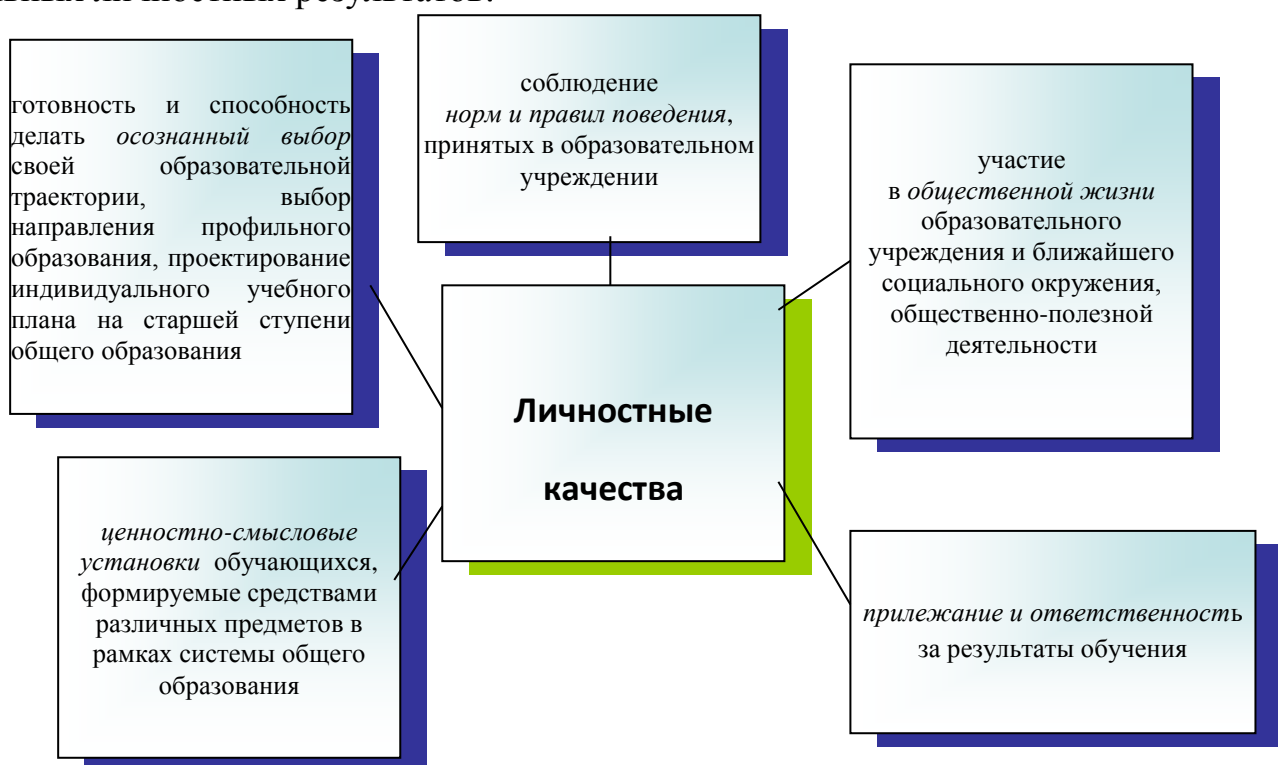 личностных результатов.
готовность и способность
делать осознанный выбор
своей образовательной
траектории, выбор
направления профильного
образования, проектирование
индивидуального учебного
плана на старшей ступени
общего образования
соблюдение
норм и правил поведения,
принятых в образовательном
учреждении
участие
в общественной жизни
образовательного
учреждения и ближайшего
социального окружения,
общественно-полезной
деятельности
Личностные
качества
ценностно-смысловые
установки обучающихся,
формируемые средствами
различных предметов в
рамках системы общего
образования
прилежание и ответственность
за результаты обучения